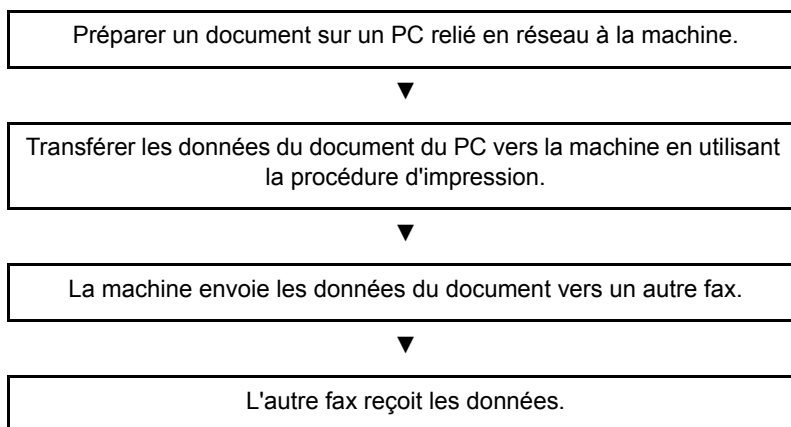 Préparer un document sur un PC relié en réseau à la machine.
▼
Transférer les données du document du PC vers la machine en utilisant
la procédure d'impression.
▼
La machine envoie les données du document vers un autre fax.
▼
L'autre fax reçoit les données.